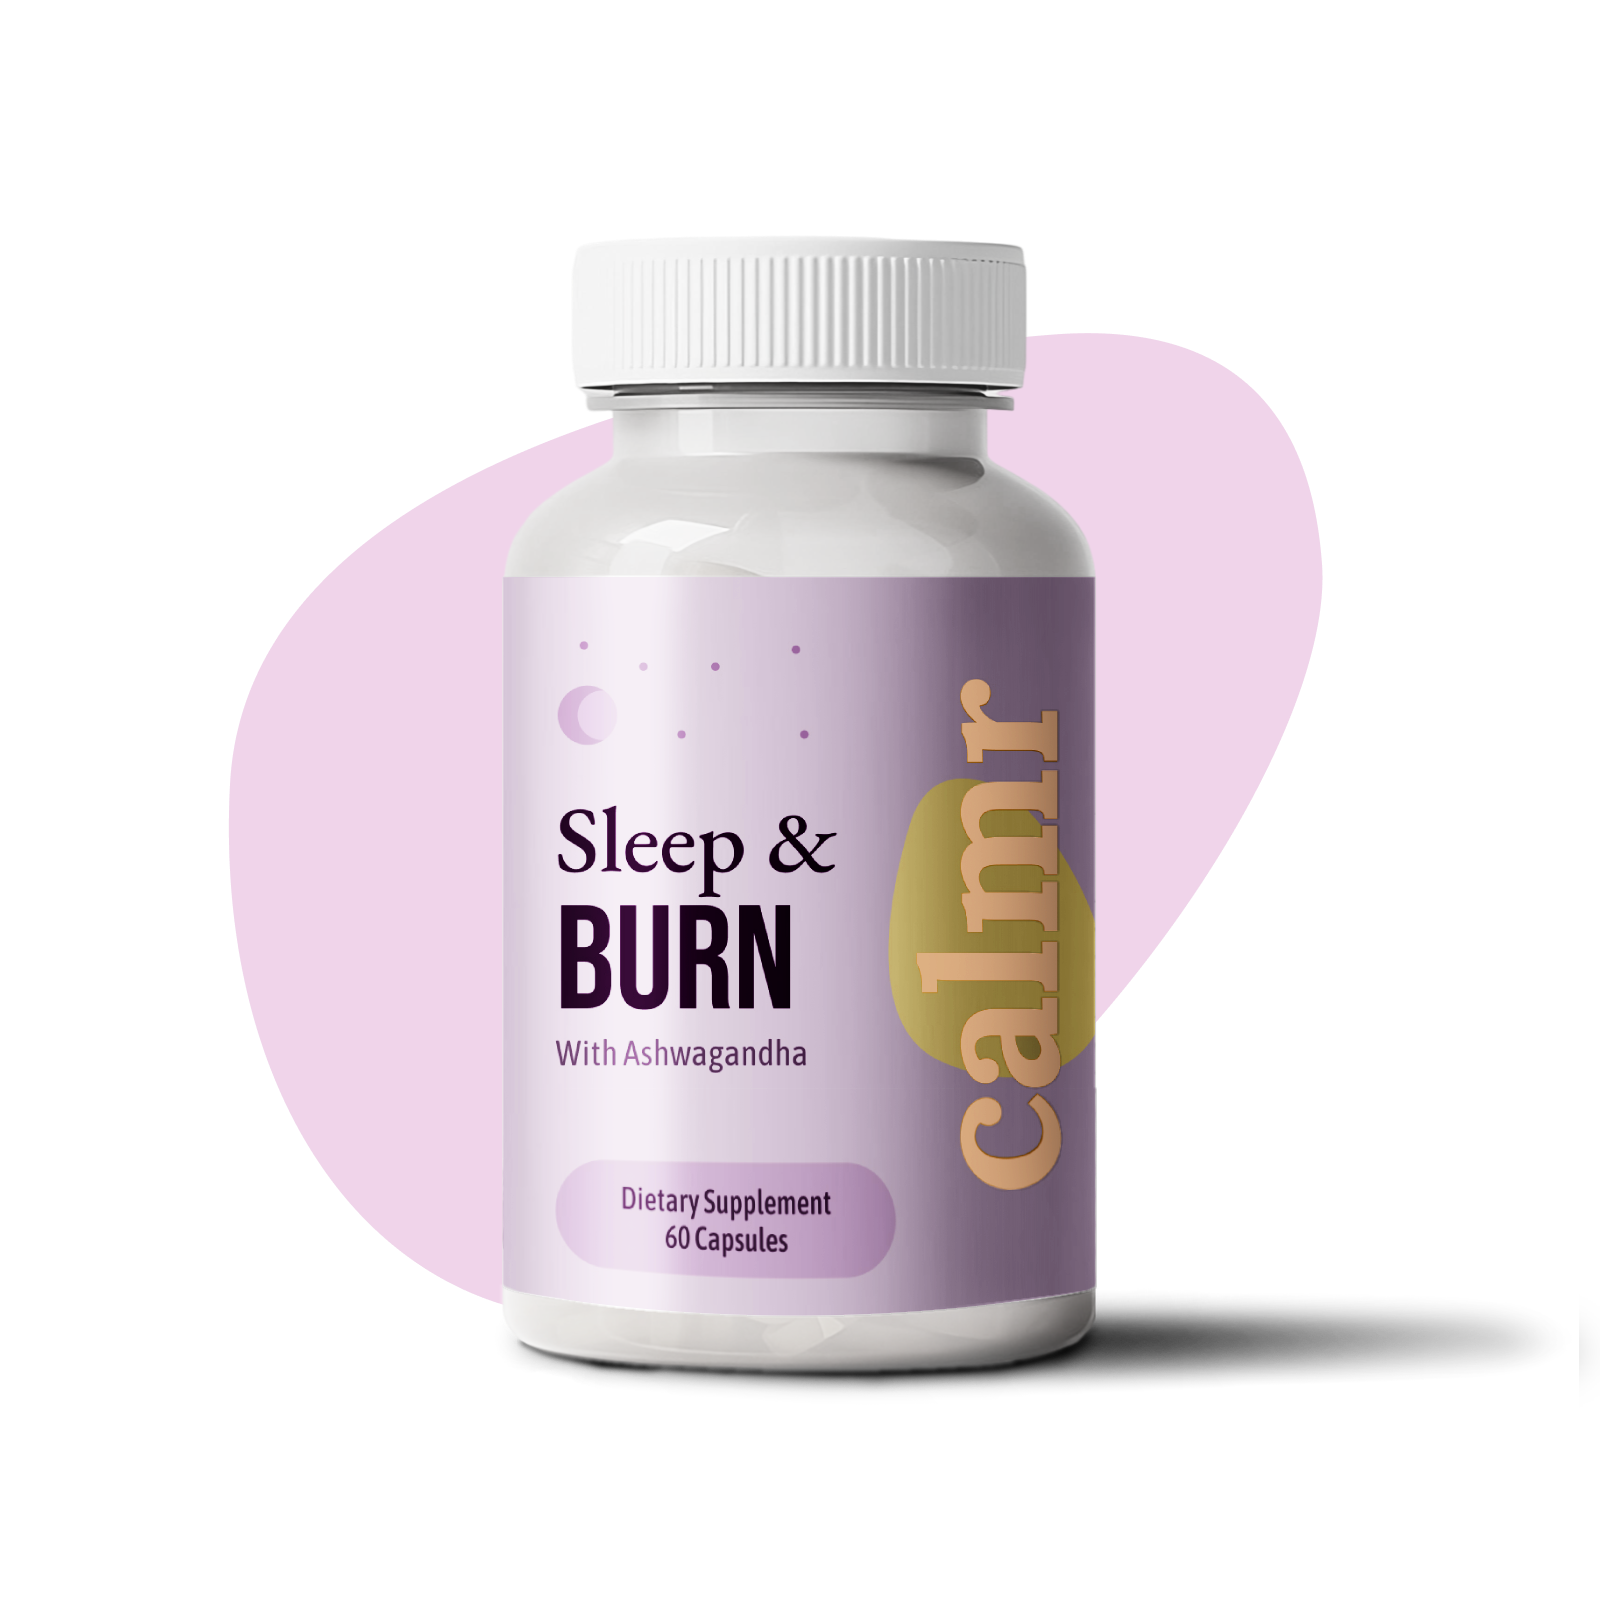 Sleep &
BURN
With Ashwagandha
Dietary Supplement
60 Capsules
calmr